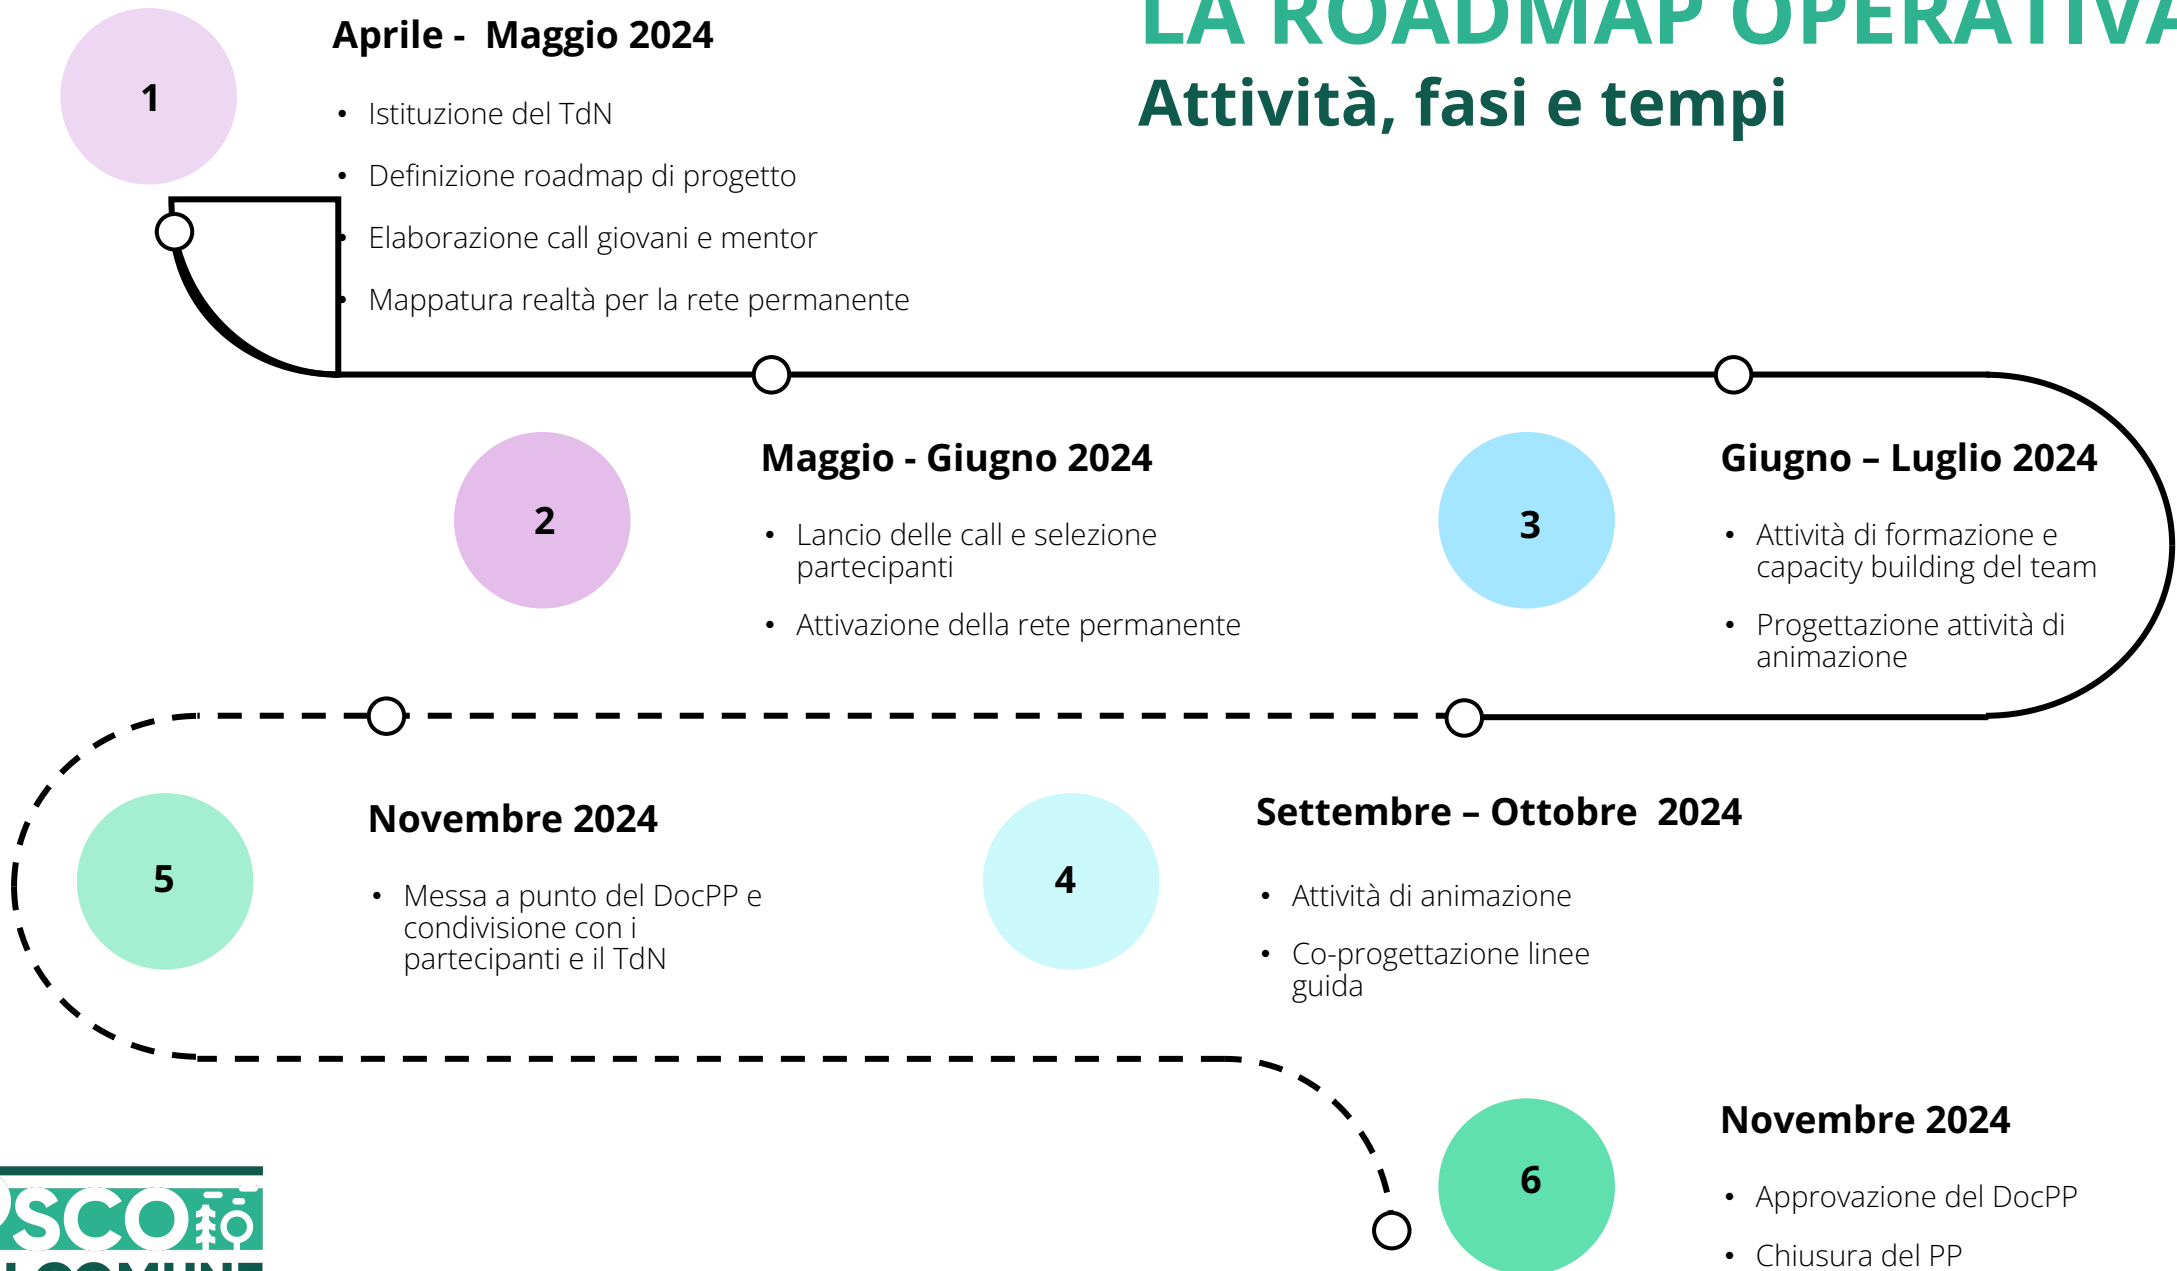 LA ROADMAP OPERATIVA
Attività, fasi e tempi
1
Aprile -  Maggio 2024
• Istituzione del TdN
• Definizione roadmap di progetto
• Elaborazione call giovani e mentor
• Mappatura realtà per la rete permanente
2
Maggio - Giugno 2024
• Lancio delle call e selezione
partecipanti
• Attivazione della rete permanente
3
Giugno – Luglio 2024
• Attività di formazione e
capacity building del team
• Progettazione attività di
animazione
4
Settembre – Ottobre  2024
• Attività di animazione
• Co-progettazione linee
guida
5
Novembre 2024
• Messa a punto del DocPP e
condivisione con i
partecipanti e il TdN
6
Novembre 2024
• Approvazione del DocPP
• Chiusura del PP
SCO
COMUNE